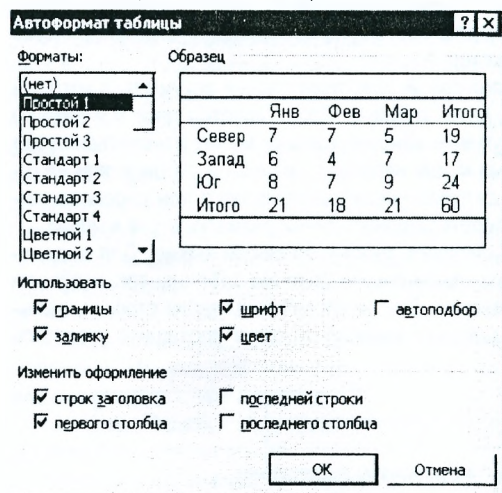 Автоформат таблицы ? X
Форматы:
(нет)
Простой 1
Простой 2
Простой 3
Стандарт 1
Стандарт 2
Стандарт 3
Стандарт 4
Цветной 1
Цветной 2
Образец
Янв Фев Мар Итого
Север 7 7 5 19
Запад 6 4 7 17
Юг 8 7 9 24
Итого 21 18 21 60
Использовать
границы шрифт автоподбор
заливку цвет
Изменить оформление
строк заголовка последней строки
первого столбца последнего столбца
OK Отмена